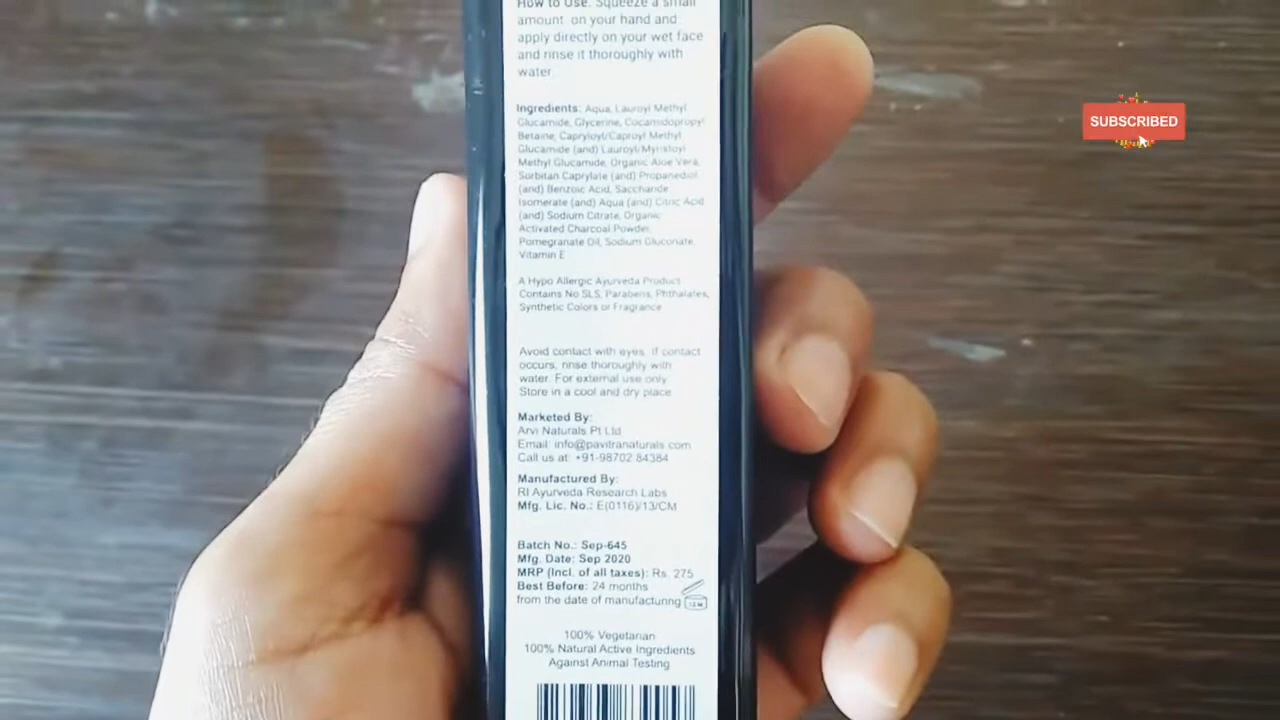 How to Use: Squeeze a small
amount on your hand and
apply directly on your wet face
and rinse it thoroughly with
water.
Ingredients: Aqua, Lauroyl Methyl
Glucamide, Glycerine, Cocamidopropyl
Betaine, Capryloyl/Caproyl Methyl
Glucamide (and) Lauroyl/Myristoyl
Methyl Glucamide, Organic Aloe Vera,
Sorbitan Caprylate (and) Propanediol
(and) Benzoic Acid, Saccharide
Isomerate (and) Aqua (and) Citric Acid
(and) Sodium Citrate, Organic
Activated Charcoal Powder,
Pomegranate Oil, Sodium Gluconate,
Vitamin E
A Hypo Allergic Ayurveda Product
Contains No SLS, Parabens, Phthalates,
Synthetic Colors or Fragrance
Avoid contact with eyes. If contact
occurs, rinse thoroughly with
water. For external use only.
Store in a cool and dry place
Marketed By:
Arvi Naturals Pt Ltd
Email: info@pavitranaturals.com
Call us at: +91-98702 84384
Manufactured By:
RI Ayurveda Research Labs
Mfg. Lic. No.: E(0116)/13/CM
Batch No.: Sep-645
Mfg. Date: Sep 2020
MRP (Incl. of all taxes): Rs. 275
Best Before: 24 months
from the date of manufacturing
12 M
100% Vegetarian
100% Natural Active Ingredients
Against Animal Testing
SUBSCRIBED